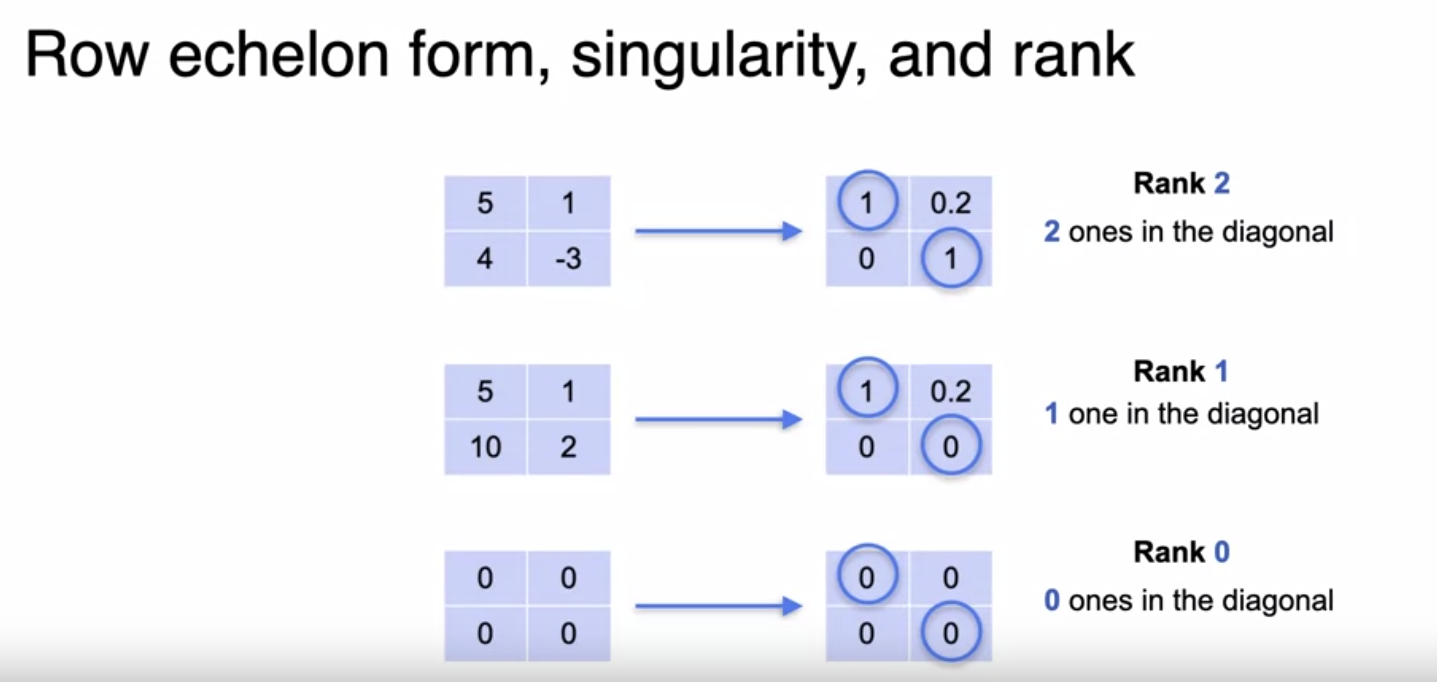 Row echelon form, singularity, and rank
5 1
4 -3
1 0.2
0 1
Rank 2
2 ones in the diagonal
5 1
10 2
1 0.2
0 0
Rank 1
1 one in the diagonal
0 0
0 0
0 0
0 0
Rank 0
0 ones in the diagonal